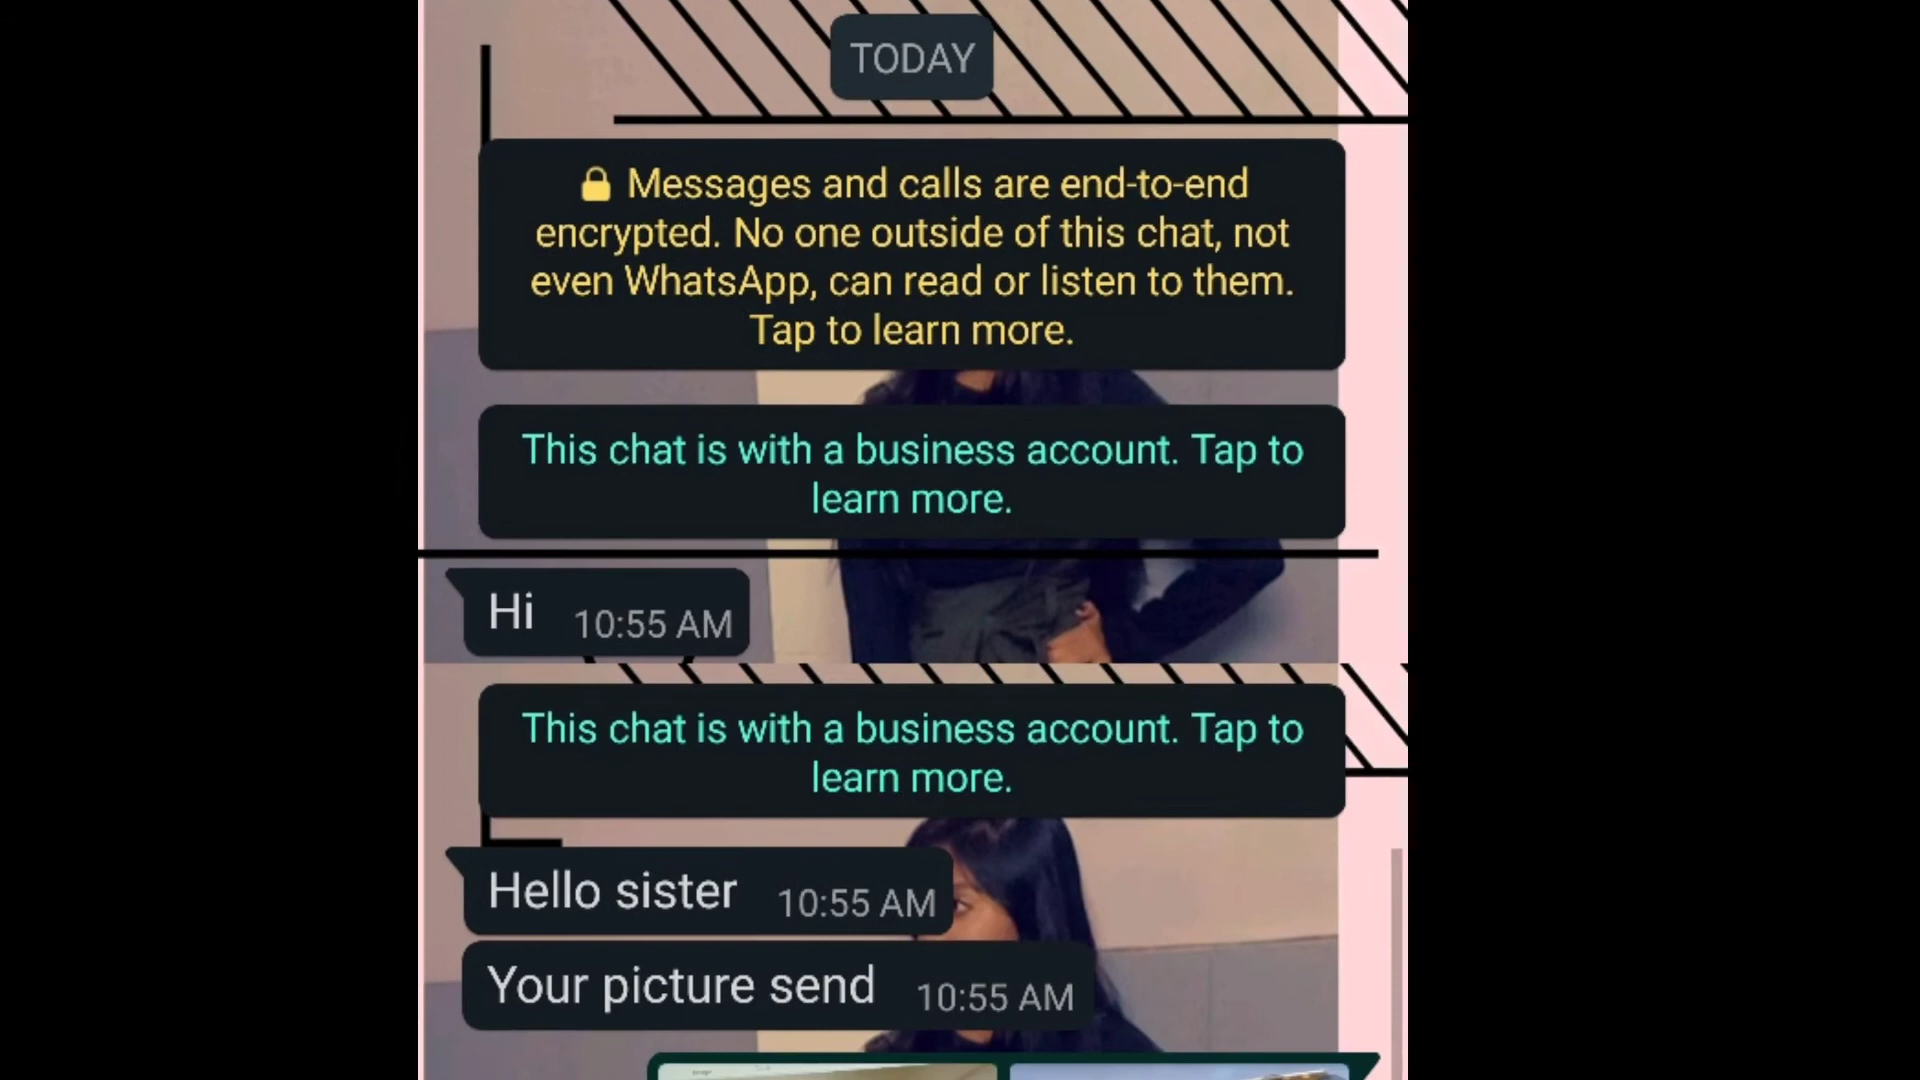 TODAY
Messages and calls are end-to-end
encrypted. No one outside of this chat, not
even WhatsApp, can read or listen to them.
Tap to learn more.
This chat is with a business account. Tap to
learn more.
Hi 10:55 AM
This chat is with a business account. Tap to
learn more.
Hello sister 10:55 AM
Your picture send 10:55 AM